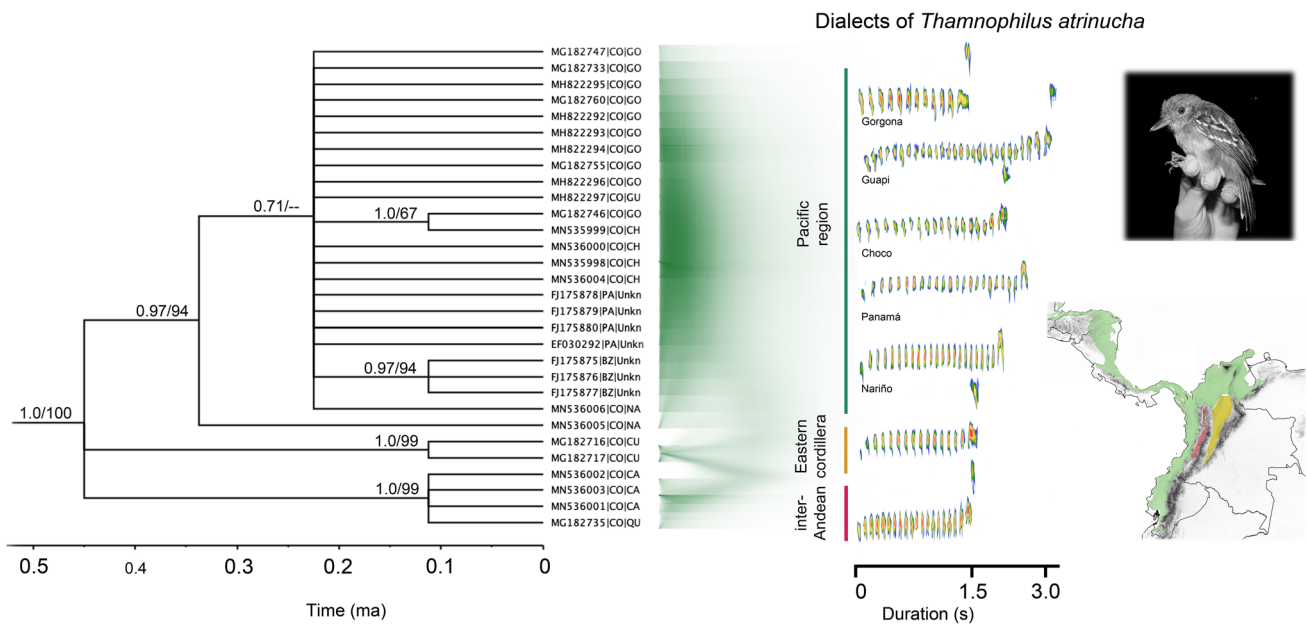 Dialects of Thamnophilus atrinucha
MG182747|CO|GO
MG182733|CO|GO
MH822295|CO|GO
MG182760|CO|GO
MH822292|CO|GO
MH822293|CO|GO
MH822294|CO|GO
MG182755|CO|GO
MH822296|CO|GO
MH822297|CO|GU
MG182746|CO|GO
MN535999|CO|CH
MN536000|CO|CH
MN535998|CO|CH
MN536004|CO|CH
FJ175878|PA|Unkn
FJ175879|PA|Unkn
FJ175880|PA|Unkn
EF030292|PA|Unkn
FJ175875|BZ|Unkn
FJ175876|BZ|Unkn
FJ175877|BZ|Unkn
MN536006|CO|NA
MN536005|CO|NA
MG182716|CO|CU
MG182717|CO|CU
MN536002|CO|CA
MN536003|CO|CA
MN536001|CO|CA
MG182735|CO|QU
0.71/--
1.0/67
0.97/94
0.97/94
1.0/100
1.0/99
1.0/99
0.5
0.4
0.3
0.2
0.1
0
Time (ma)
Pacific
region
Eastern
cordillera
inter-
Andean
Gorgona
Guapi
Choco
Panamá
Nariño
0
1.5
3.0
Duration (s)